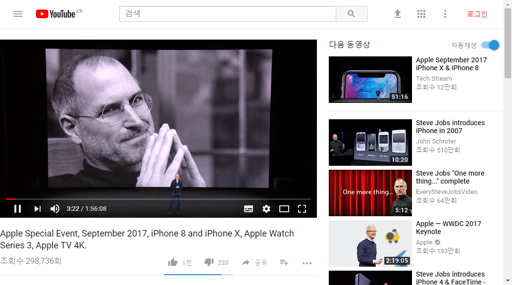 YouTube KR
검색
로그인
다음 동영상
자동재생
Apple September 2017
iPhone X & iPhone 8
Tech Stream
조회수 12만회
51:16
Steve Jobs introduces
iPhone in 2007
John Schroter
조회수 510만회
10:20
Steve Jobs "One more
thing..." complete
EverySteveJobsVideo
조회수 64만회
One more thing...
5:12
Apple — WWDC 2017
Keynote
Apple
조회수 193만회
2:19:05
Steve Jobs introduces
iPhone 4 & FaceTime -
3:22 / 1:56:08
Apple Special Event, September 2017, iPhone 8 and iPhone X, Apple Watch
Series 3, Apple TV 4K.
조회수 298,736회
1천
220
공유